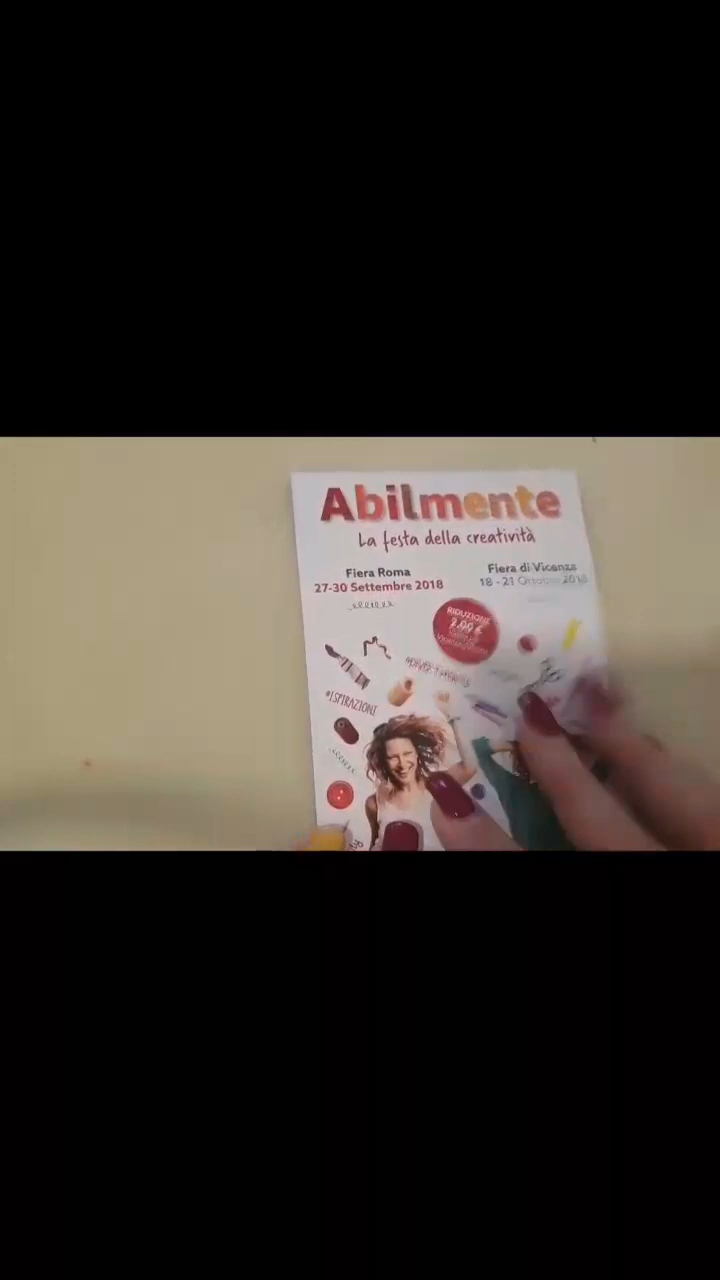 Abilmente
La festa della creatività
Fiera Roma
27-30 Settembre 2018
Fiera di Vicenza
18 - 21 Ottobre 2018
RIDUZIONE
2,00 €
#ISPIRAZIONI